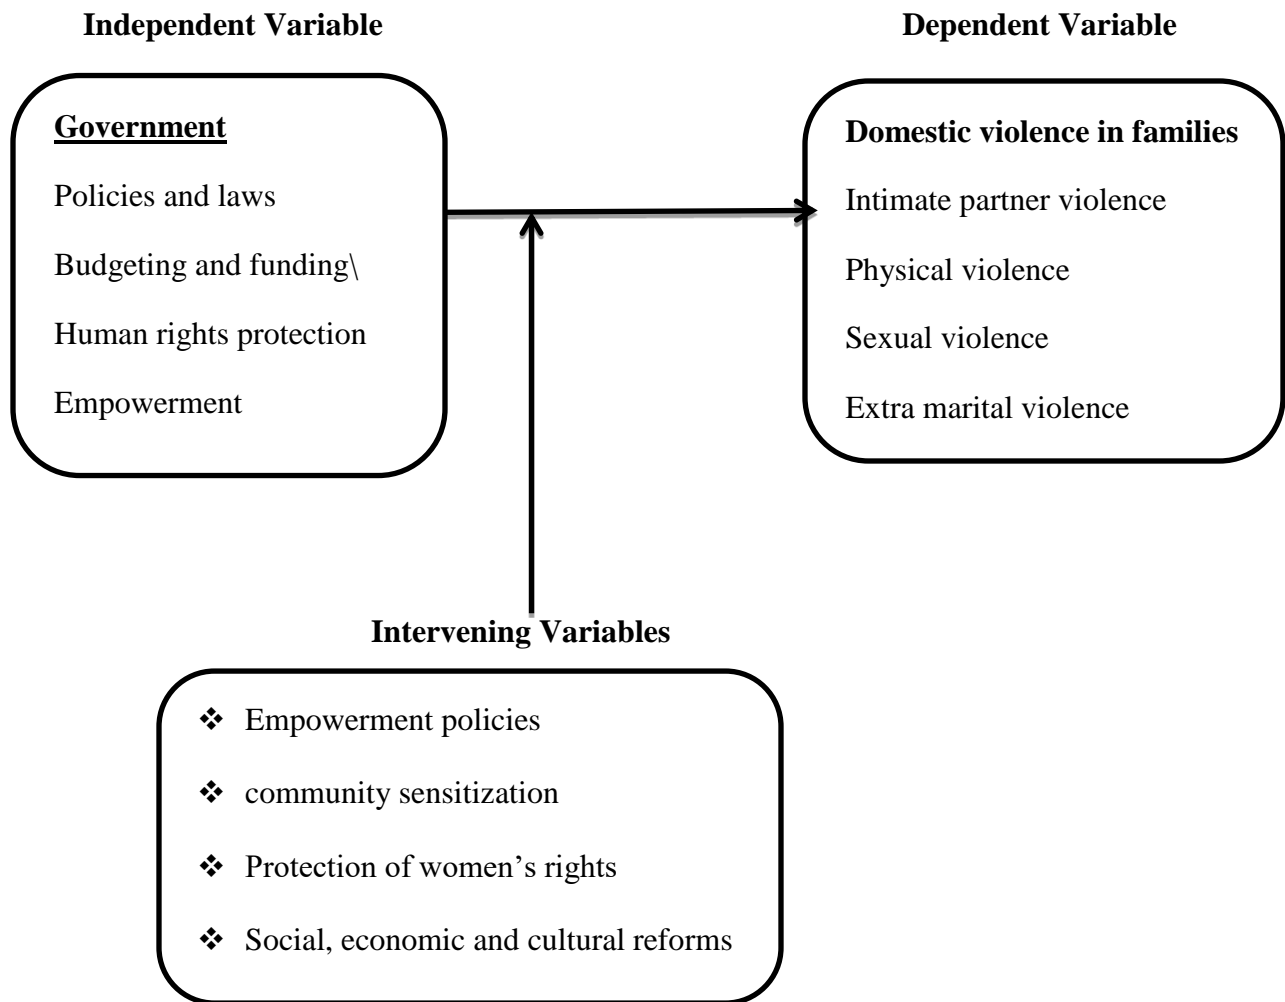 Independent Variable
Dependent Variable
Government
Policies and laws
Budgeting and funding\
Human rights protection
Empowerment
Domestic violence in families
Intimate partner violence
Physical violence
Sexual violence
Extra marital violence
Intervening Variables
❖ Empowerment policies
❖ community sensitization
❖ Protection of women’s rights
❖ Social, economic and cultural reforms